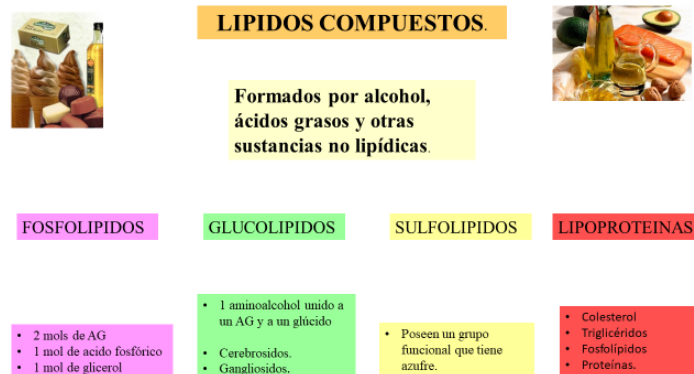 LIPIDOS COMPUESTOS.
Formados por alcohol,
ácidos grasos y otras
sustancias no lipídicas.
FOSFOLIPIDOS
GLUCOLIPIDOS
SULFOLIPIDOS
LIPOPROTEINAS
• 2 mols de AG
• 1 mol de acido fosfórico
• 1 mol de glicerol
• 1 aminoalcohol unido a
un AG y a un glúcido
• Cerebrosidos.
• Gangliosidos.
• Poseen un grupo
funcional que tiene
azufre.
• Colesterol
• Triglicéridos
• Fosfolípidos
• Proteínas.